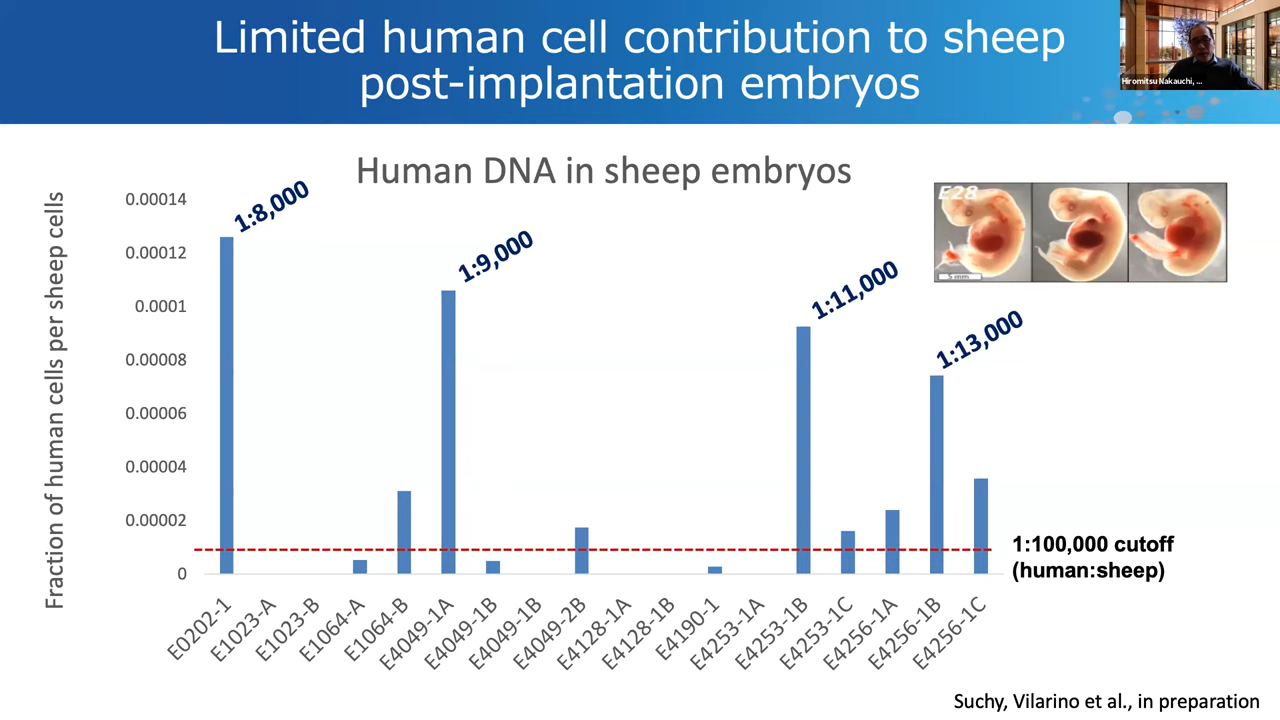 Limited human cell contribution to sheep
post-implantation embryos
Hiromitsu Nakauchi, ...
Human DNA in sheep embryos
Fraction of human cells per sheep cells
0.00014
0.00012
0.0001
0.00008
0.00006
0.00004
0.00002
0
1:8,000
1:9,000
1:11,000
1:13,000
E28
5 mm
1:100,000 cutoff
(human:sheep)
E0202-1
E1023-A
E1023-B
E1064-A
E1064-B
E4049-1A
E4049-1B
E4049-1B
E4049-2B
E4128-1A
E4128-1B
E4190-1
E4253-1A
E4253-1B
E4253-1C
E4256-1A
E4256-1B
E4256-1C
Suchy, Vilarino et al., in preparation